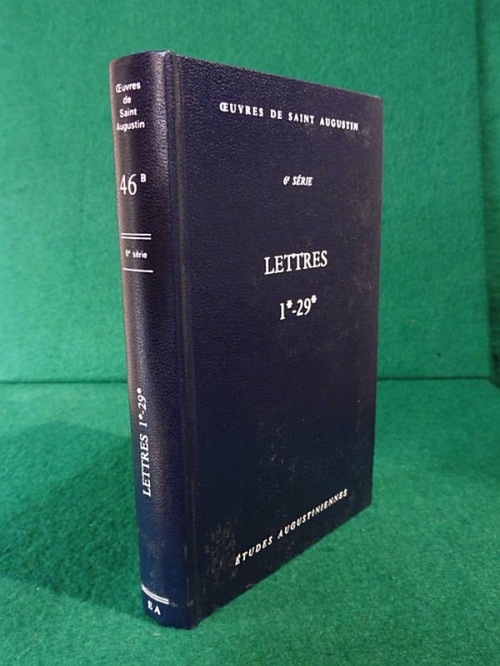 Œuvres
de
Saint
Augustin
46 B
6e série
LETTRES 1*-29*
EA
ŒUVRES DE SAINT AUGUSTIN
6e SÉRIE
LETTRES
1*-29*
ÉTUDES AUGUSTINIENNES